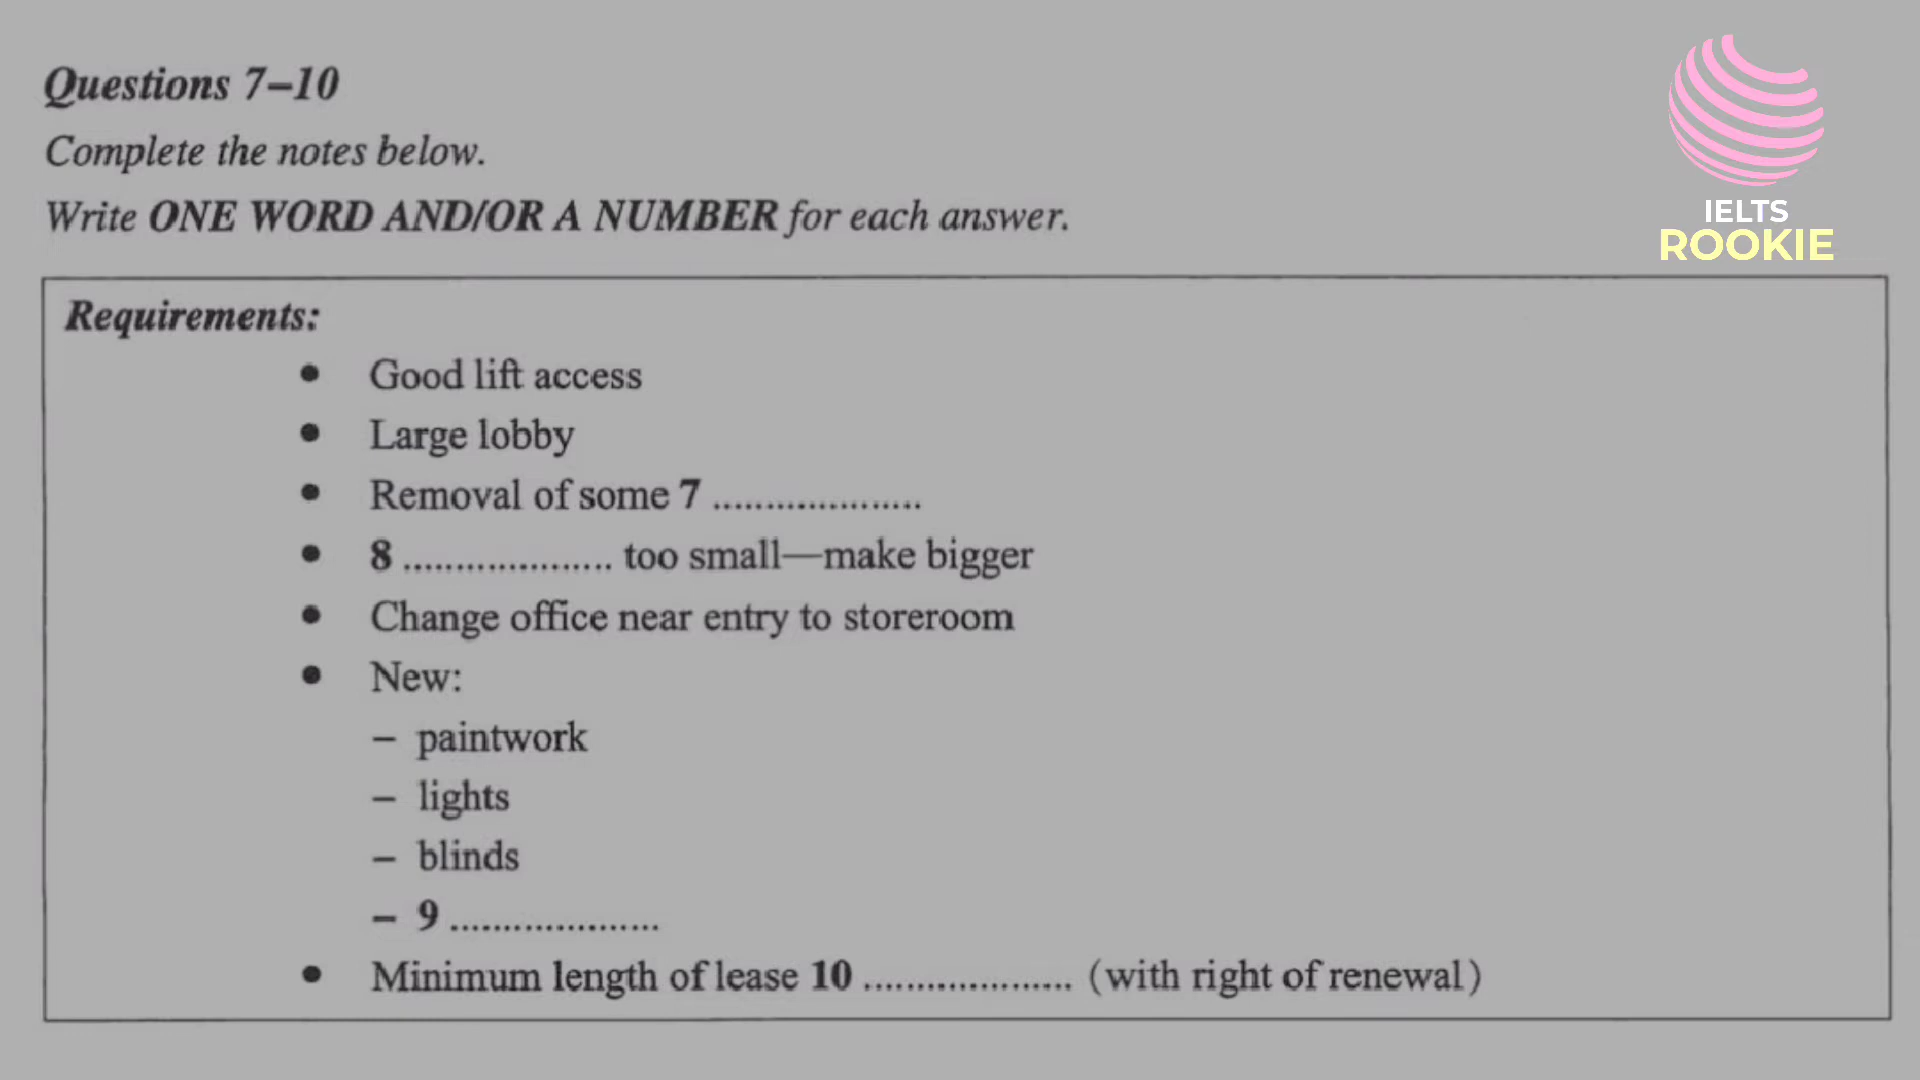 Questions 7–10
Complete the notes below.
Write ONE WORD AND/OR A NUMBER for each answer.
IELTS
ROOKIE
Requirements:
• Good lift access
• Large lobby
• Removal of some 7 ....................
• 8 .................... too small—make bigger
• Change office near entry to storeroom
• New:
– paintwork
– lights
– blinds
– 9 ....................
• Minimum length of lease 10 .................... (with right of renewal)